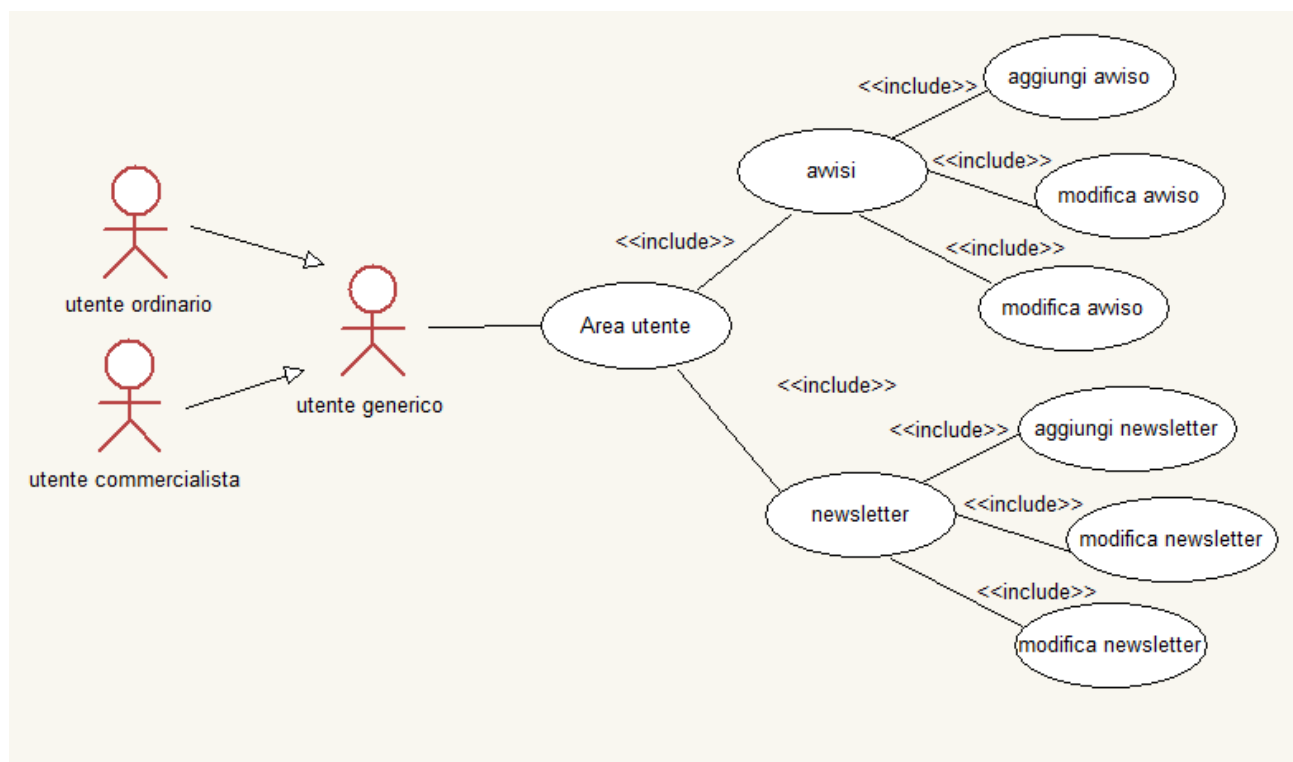 <<include>>
aggiungi avviso
<<include>>
avvisi
modifica avviso
<<include>>
<<include>>
utente ordinario
modifica avviso
Area utente
<<include>>
utente generico
<<include>>
aggiungi newsletter
utente commercialista
<<include>>
newsletter
modifica newsletter
<<include>>
modifica newsletter